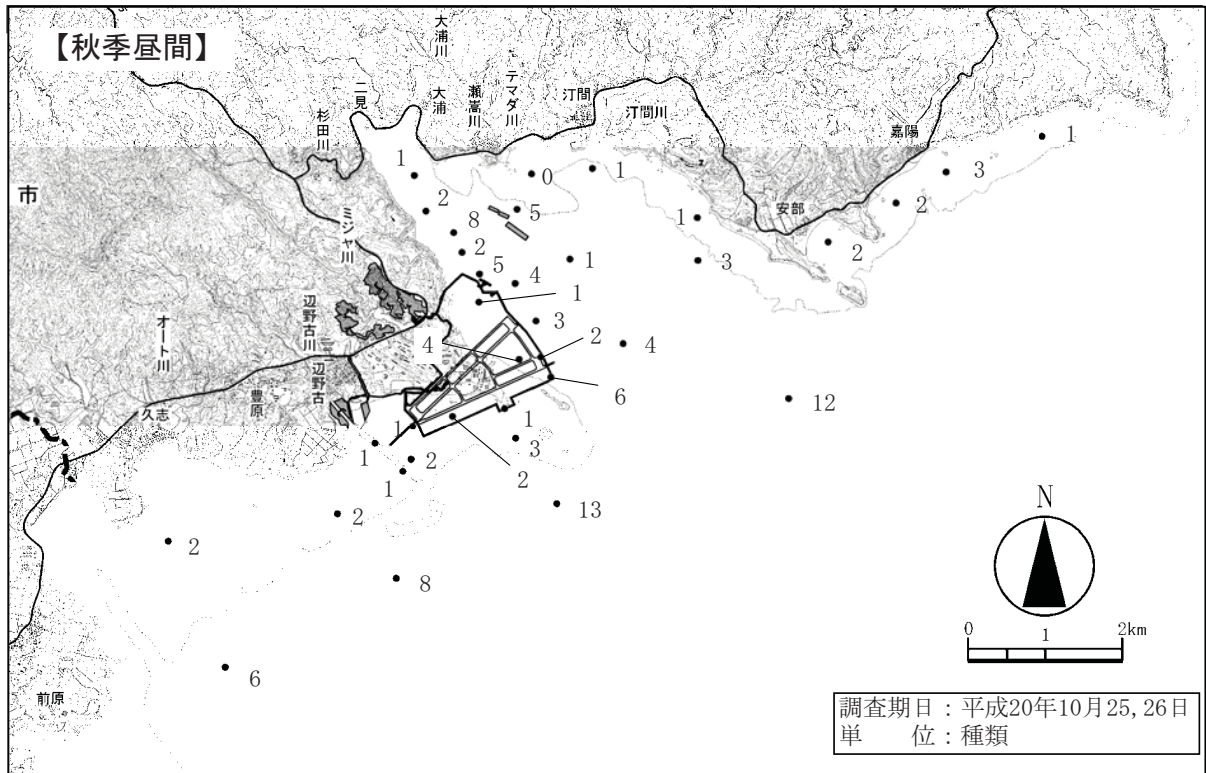 【秋季昼間】
大浦川
テマダ川
汀間
二見
大浦
瀬嵩川
汀間川
杉田川
嘉陽
1
1
0
1
3
市
2
5
2
ミジャ川
8
1
安部
2
2
1
3
5
4
1
辺野古川
3
2
4
4
オート川
辺野古
6
豊原
12
久志
1
1
3
1
2
2
1
13
2
N
2
8
0
1
2km
6
前原
調査期日：平成20年10月25,26日
単　　位：種類